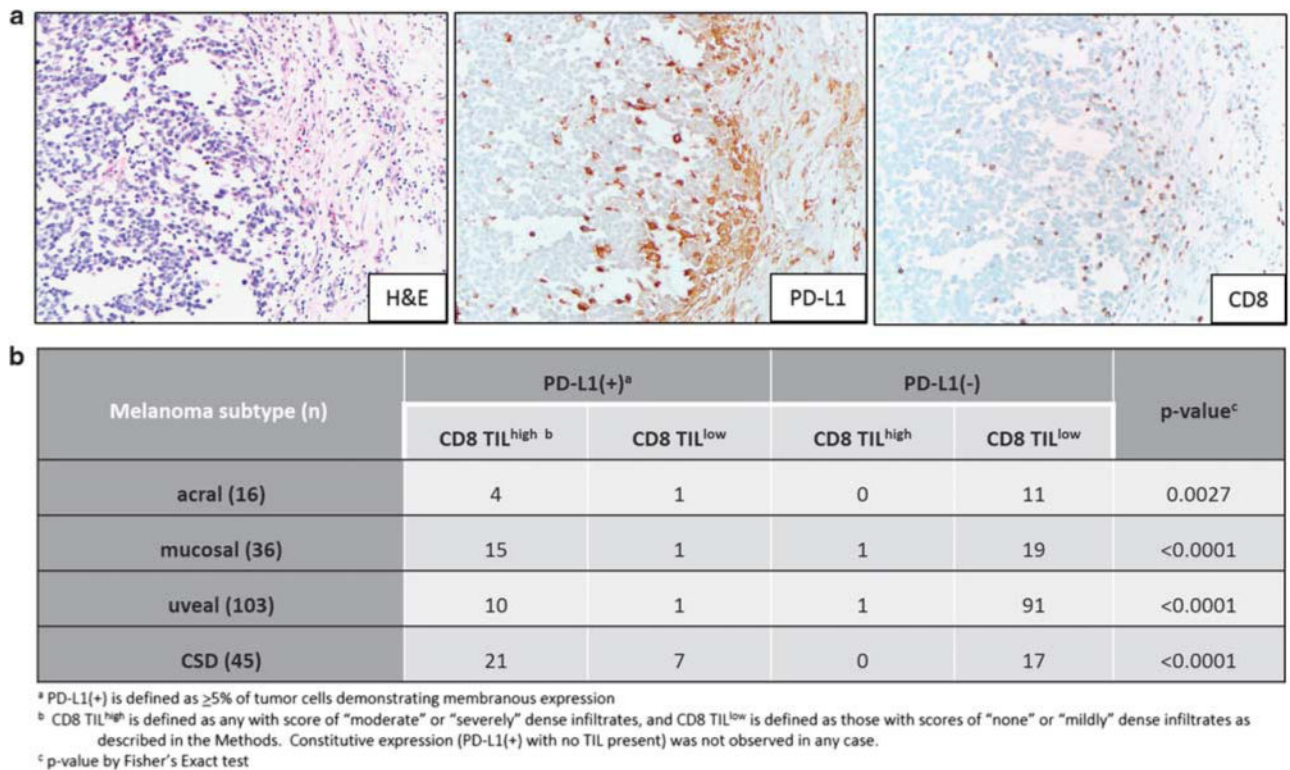 a
H&E
PD-L1
CD8
b
Melanoma subtype (n) PD-L1(+)ᵃ PD-L1(-) p-valueᶜ
CD8 TILʰⁱᵍʰ ᵇ CD8 TILˡᵒʷ CD8 TILʰⁱᵍʰ CD8 TILˡᵒʷ
acral (16) 4 1 0 11 0.0027
mucosal (36) 15 1 1 19 <0.0001
uveal (103) 10 1 1 91 <0.0001
CSD (45) 21 7 0 17 <0.0001
ᵃ PD-L1(+) is defined as ≥5% of tumor cells demonstrating membranous expression
ᵇ CD8 TILʰⁱᵍʰ is defined as any with score of "moderate" or "severely" dense infiltrates, and CD8 TILˡᵒʷ is defined as those with scores of "none" or "mildly" dense infiltrates as
described in the Methods. Constitutive expression (PD-L1(+) with no TIL present) was not observed in any case.
ᶜ p-value by Fisher's Exact test